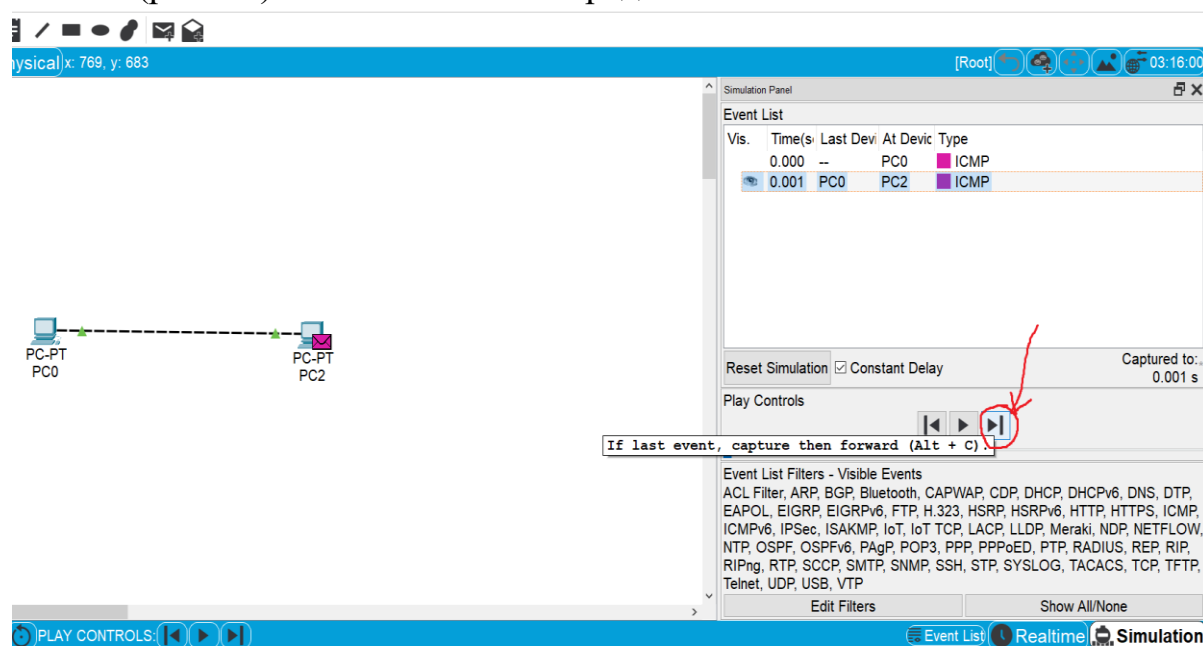 ysical x: 769, y: 683 [Root] 03:16:00
Simulation Panel
Event List
Vis. Time(s Last Devi At Devic Type
0.000 -- PC0 ICMP
0.001 PC0 PC2 ICMP
PC-PT
PC0
PC-PT
PC2
Reset Simulation Constant Delay
Captured to:
0.001 s
Play Controls
If last event, capture then forward (Alt + C).
Event List Filters - Visible Events
ACL Filter, ARP, BGP, Bluetooth, CAPWAP, CDP, DHCP, DHCPv6, DNS, DTP,
EAPOL, EIGRP, EIGRPv6, FTP, H.323, HSRP, HSRPv6, HTTP, HTTPS, ICMP,
ICMPv6, IPSec, ISAKMP, IoT, IoT TCP, LACP, LLDP, Meraki, NDP, NETFLOW,
NTP, OSPF, OSPFv6, PAgP, POP3, PPP, PPPoED, PTP, RADIUS, REP, RIP,
RIPng, RTP, SCCP, SMTP, SNMP, SSH, STP, SYSLOG, TACACS, TCP, TFTP,
Telnet, UDP, USB, VTP
Edit Filters Show All/None
PLAY CONTROLS: Event List Realtime Simulation